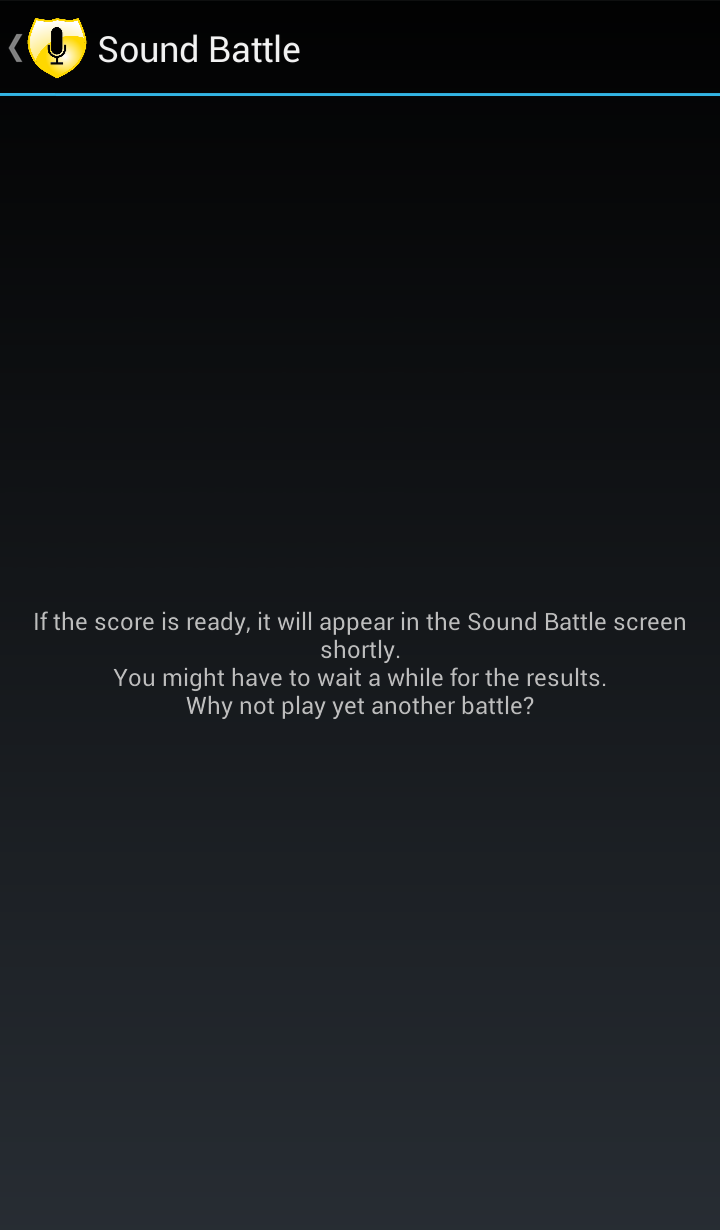 Sound Battle
If the score is ready, it will appear in the Sound Battle screen
shortly.
You might have to wait a while for the results.
Why not play yet another battle?